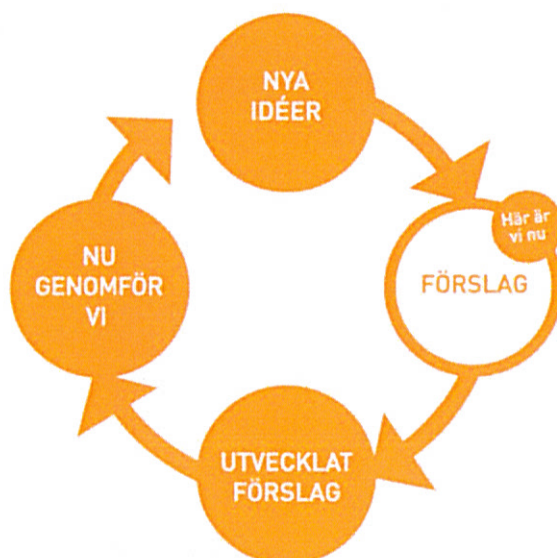 NYA
IDÉER
Här är
vi nu
FÖRSLAG
UTVECKLAT
FÖRSLAG
NU
GENOMFÖR
VI